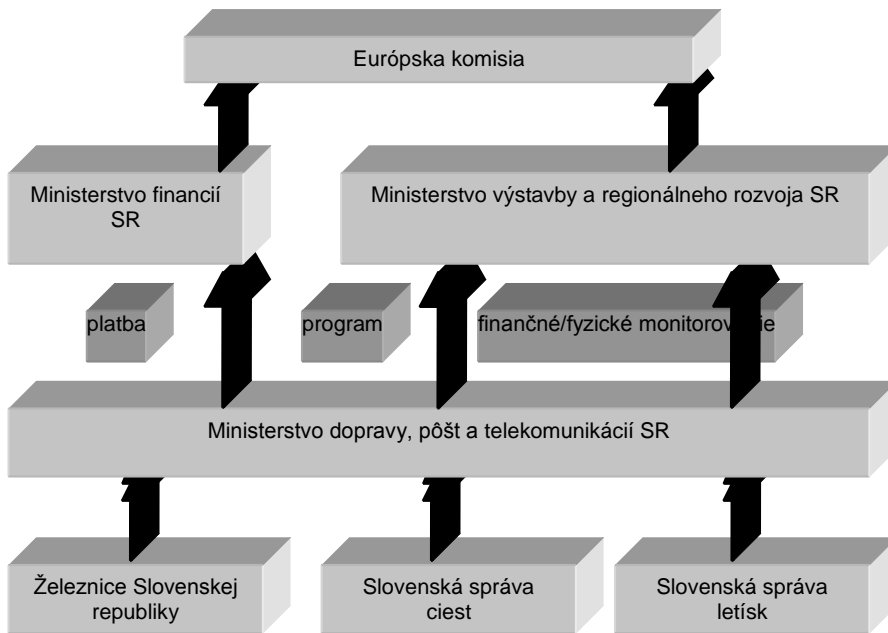 Európska komisia
Ministerstvo financií
SR
Ministerstvo výstavby a regionálneho rozvoja SR
platba
program
finančné/fyzické monitorovanie
Ministerstvo dopravy, pôšt a telekomunikácií SR
Železnice Slovenskej
republiky
Slovenská správa
ciest
Slovenská správa
letísk